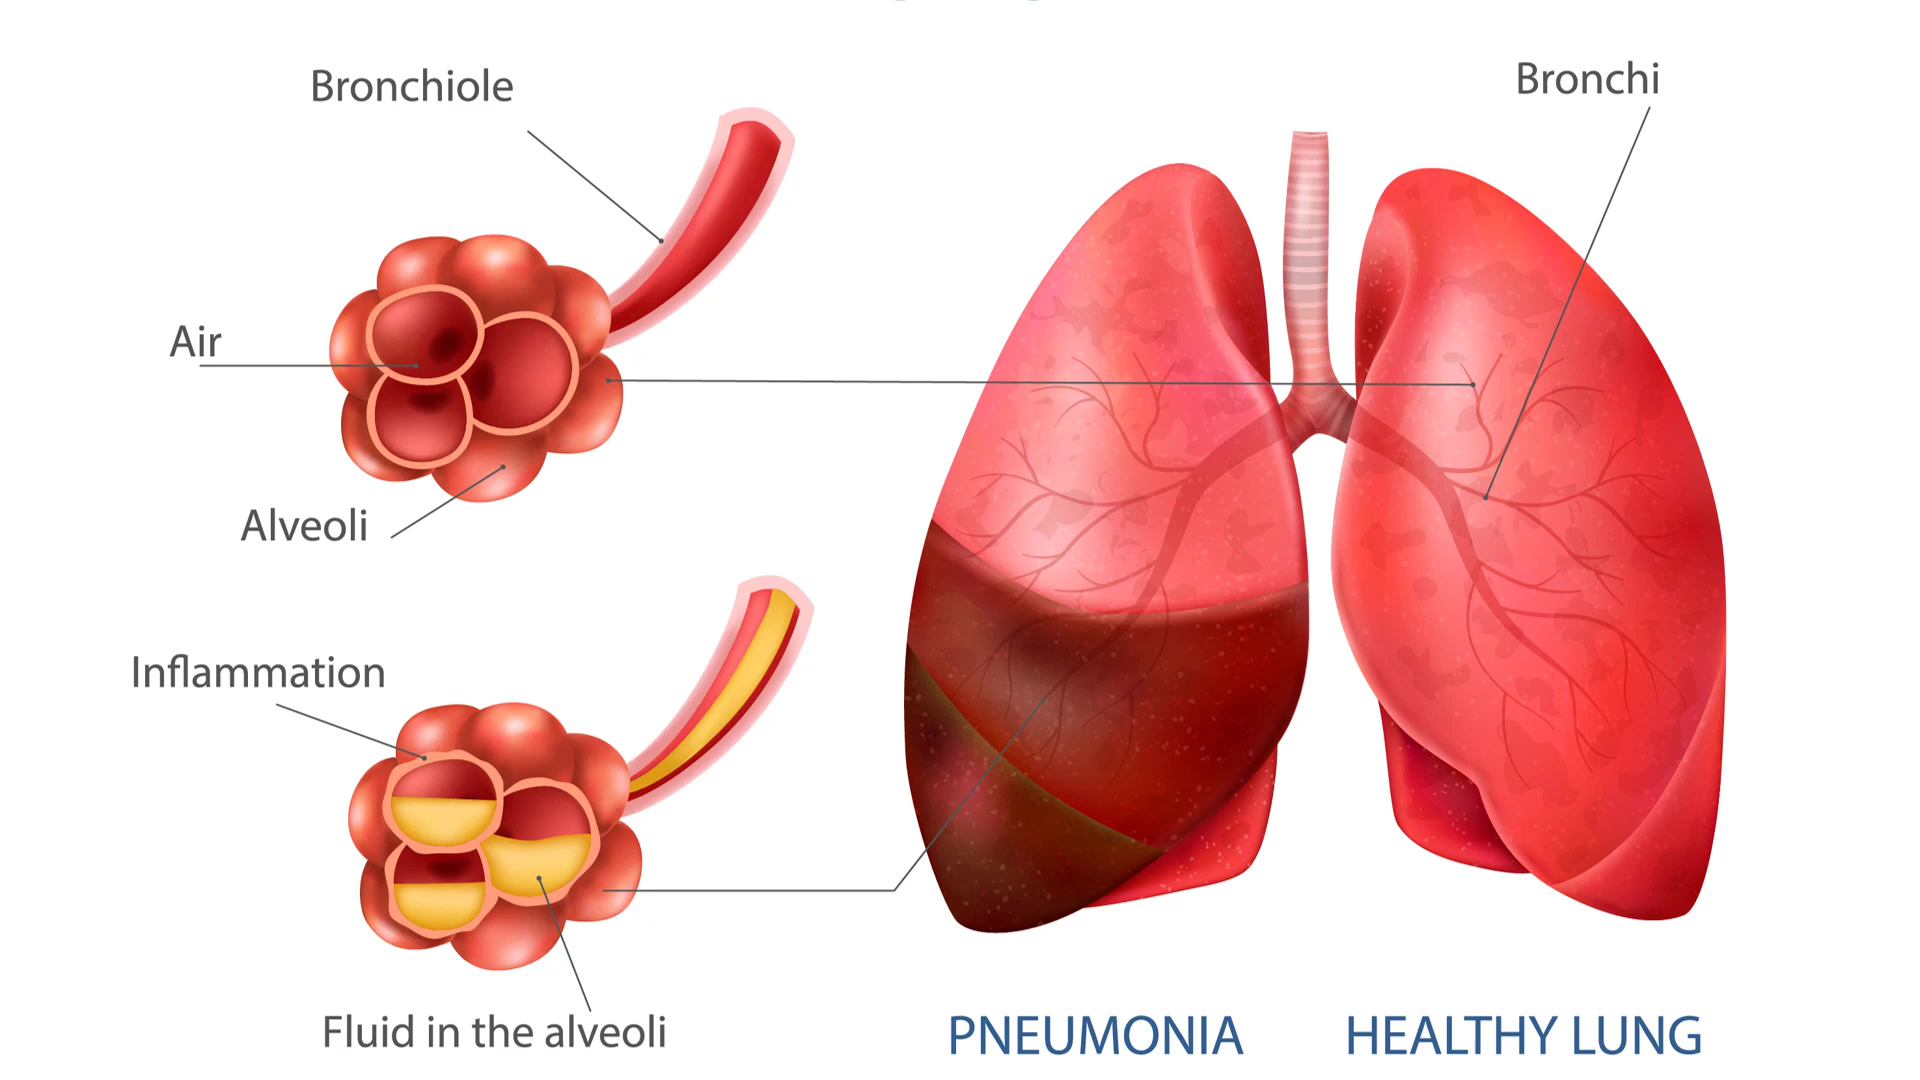 Bronchiole
Bronchi
Air
Alveoli
Inflammation
Fluid in the alveoli
PNEUMONIA
HEALTHY LUNG